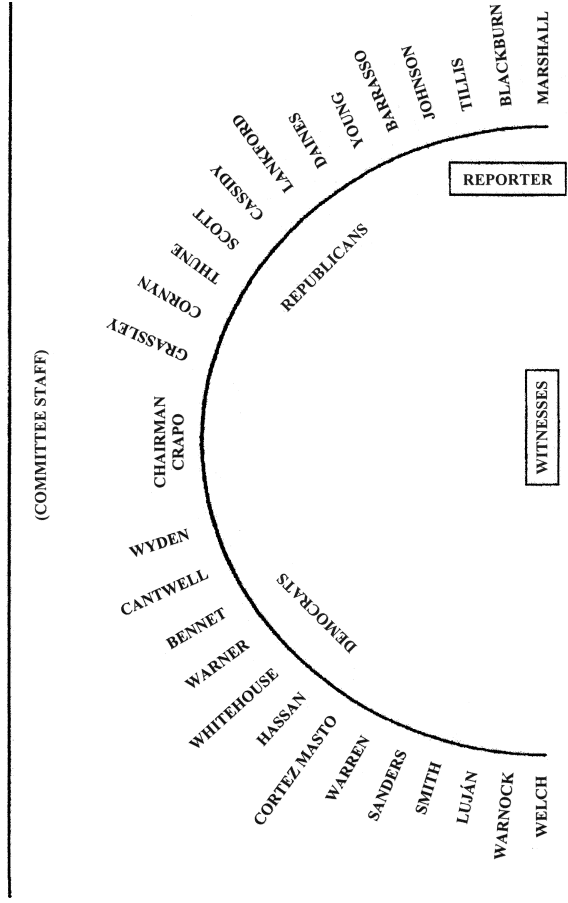 (COMMITTEE STAFF)
CHAIRMAN
CRAPO
GRASSLEY
CORNYN
THUNE
SCOTT
CASSIDY
LANKFORD
DAINES
YOUNG
BARRASSO
JOHNSON
TILLIS
BLACKBURN
MARSHALL
WYDEN
CANTWELL
BENNET
WARNER
WHITEHOUSE
HASSAN
CORTEZ MASTO
WARREN
SANDERS
SMITH
LUJÁN
WARNOCK
WELCH
REPUBLICANS
DEMOCRATS
REPORTER
WITNESSES